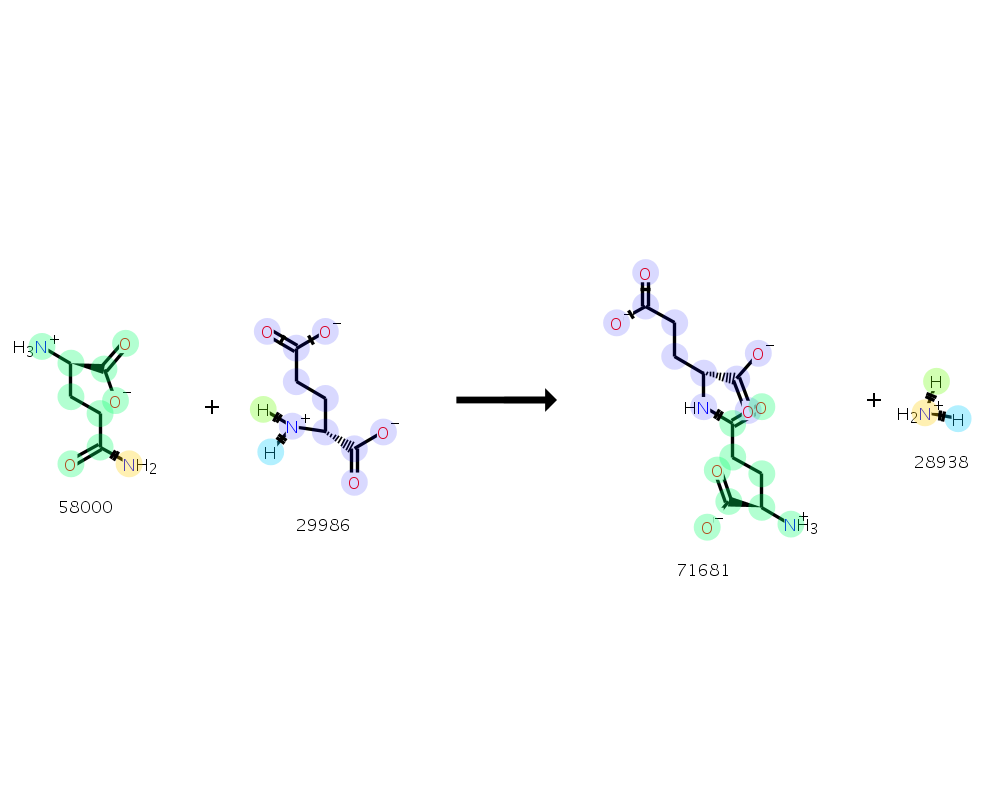 H3N+
O
O−
O
NH2
58000
+
O
O−
H
N+
H
O−
O
29986
O
O−
O−
HN
O
O
O
O−
NH3+
71681
+
H
H2N+
H
28938